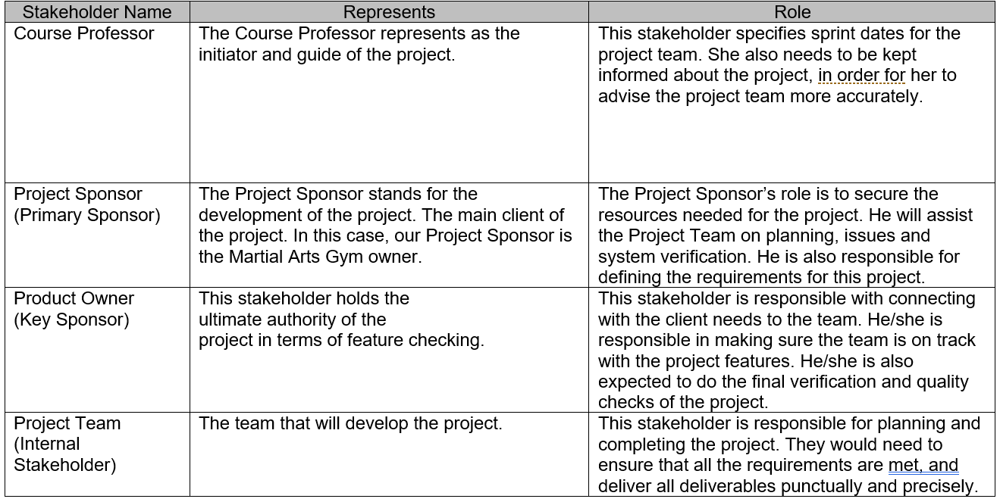 Stakeholder Name Represents Role
Course Professor
The Course Professor represents as the
initiator and guide of the project.
This stakeholder specifies sprint dates for the
project team. She also needs to be kept
informed about the project, in order for her to
advise the project team more accurately.
Project Sponsor
(Primary Sponsor)
The Project Sponsor stands for the
development of the project. The main client of
the project. In this case, our Project Sponsor is
the Martial Arts Gym owner.
The Project Sponsor’s role is to secure the
resources needed for the project. He will assist
the Project Team on planning, issues and
system verification. He is also responsible for
defining the requirements for this project.
Product Owner
(Key Sponsor)
This stakeholder holds the
ultimate authority of the
project in terms of feature checking.
This stakeholder is responsible with connecting
with the client needs to the team. He/she is
responsible in making sure the team is on track
with the project features. He/she is also
expected to do the final verification and quality
checks of the project.
Project Team
(Internal
Stakeholder)
The team that will develop the project.
This stakeholder is responsible for planning and
completing the project. They would need to
ensure that all the requirements are met, and
deliver all deliverables punctually and precisely.